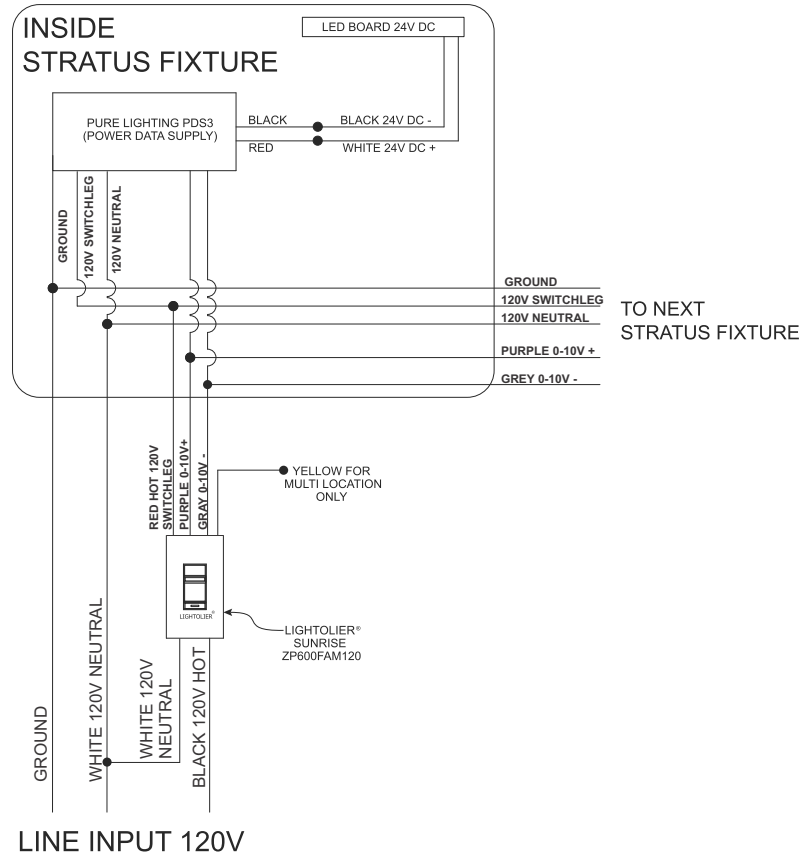 INSIDE
STRATUS FIXTURE
LED BOARD 24V DC
PURE LIGHTING PDS3
(POWER DATA SUPPLY)
BLACK
BLACK 24V DC -
RED
WHITE 24V DC +
GROUND
120V SWITCHLEG
120V NEUTRAL
GROUND
120V SWITCHLEG
120V NEUTRAL
PURPLE 0-10V +
GREY 0-10V -
TO NEXT
STRATUS FIXTURE
RED HOT 120V
SWITCHLEG
PURPLE 0-10V+
GRAY 0-10V -
YELLOW FOR
MULTI LOCATION
ONLY
LIGHTOLIER®
LIGHTOLIER®
SUNRISE
ZP600FAM120
GROUND
WHITE 120V NEUTRAL
WHITE 120V
NEUTRAL
BLACK 120V HOT
LINE INPUT 120V